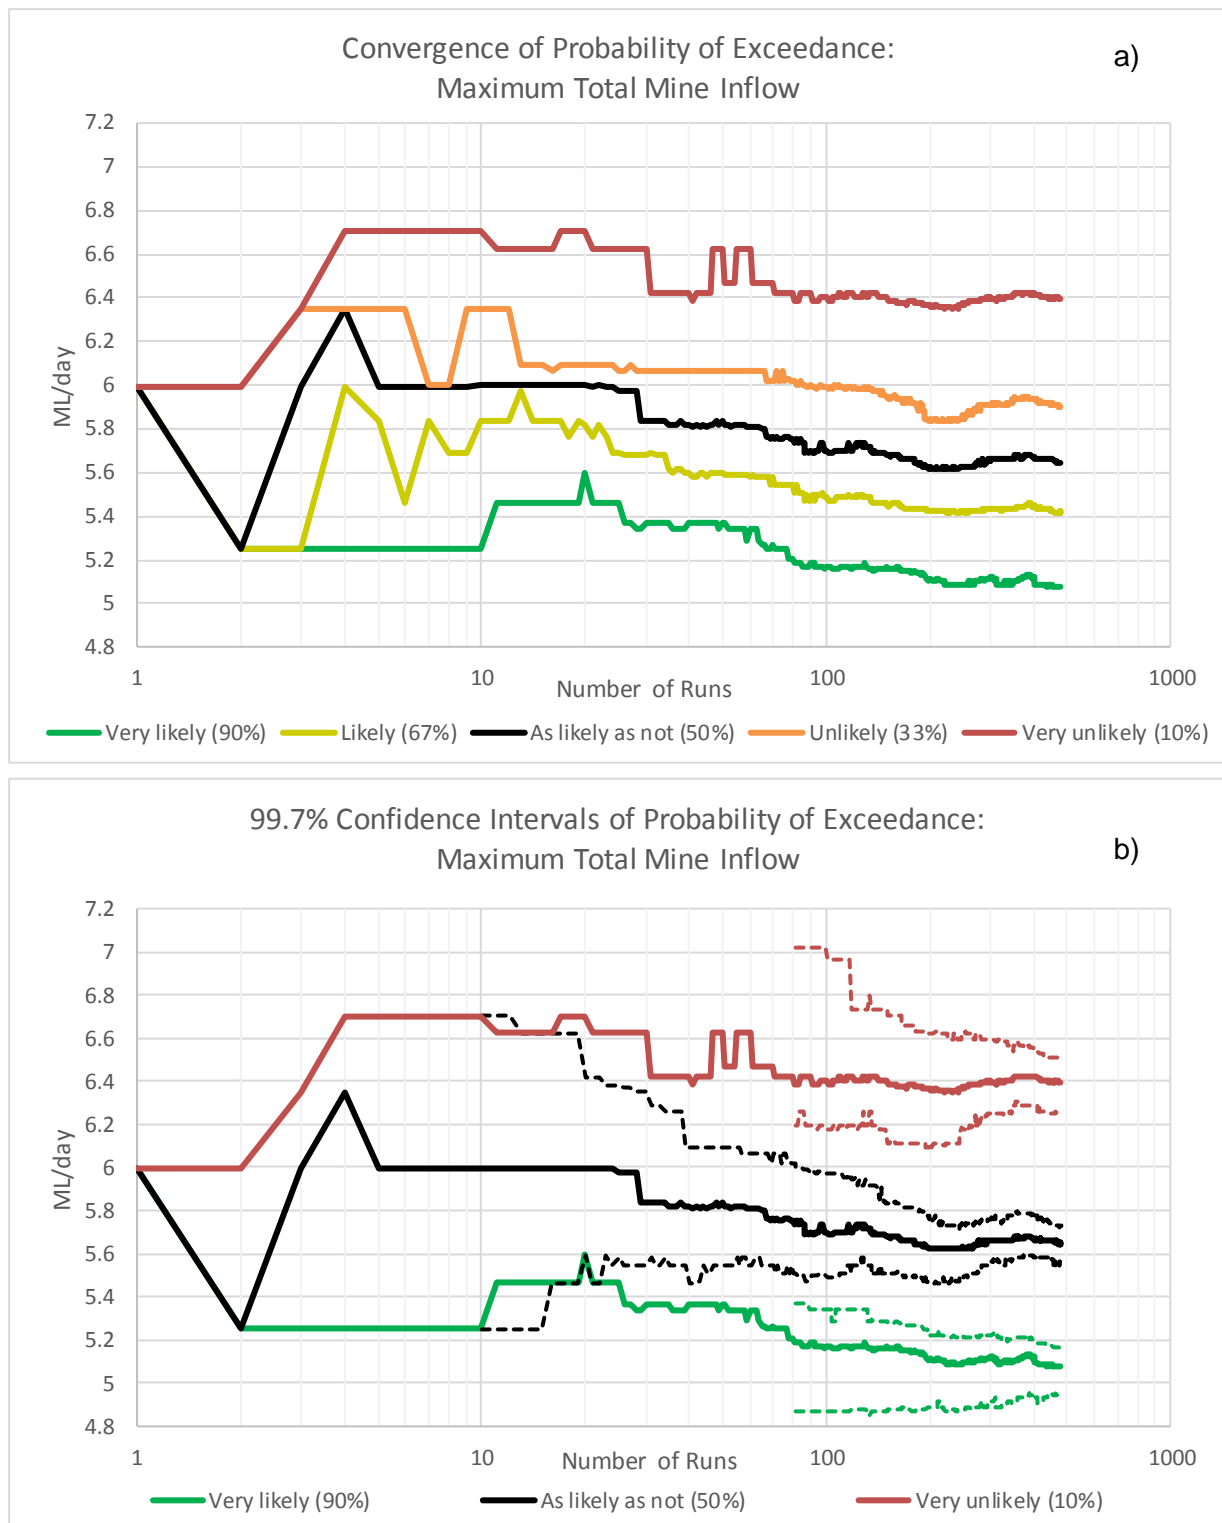 Convergence of Probability of Exceedance:
Maximum Total Mine Inflow
a)
7.2
7
6.8
6.6
6.4
6.2
6
5.8
5.6
5.4
5.2
5
4.8
ML/day
1
10
100
1000
Number of Runs
Very likely (90%)
Likely (67%)
As likely as not (50%)
Unlikely (33%)
Very unlikely (10%)
99.7% Confidence Intervals of Probability of Exceedance:
Maximum Total Mine Inflow
b)
7.2
7
6.8
6.6
6.4
6.2
6
5.8
5.6
5.4
5.2
5
4.8
ML/day
1
10
100
1000
Number of Runs
Very likely (90%)
As likely as not (50%)
Very unlikely (10%)